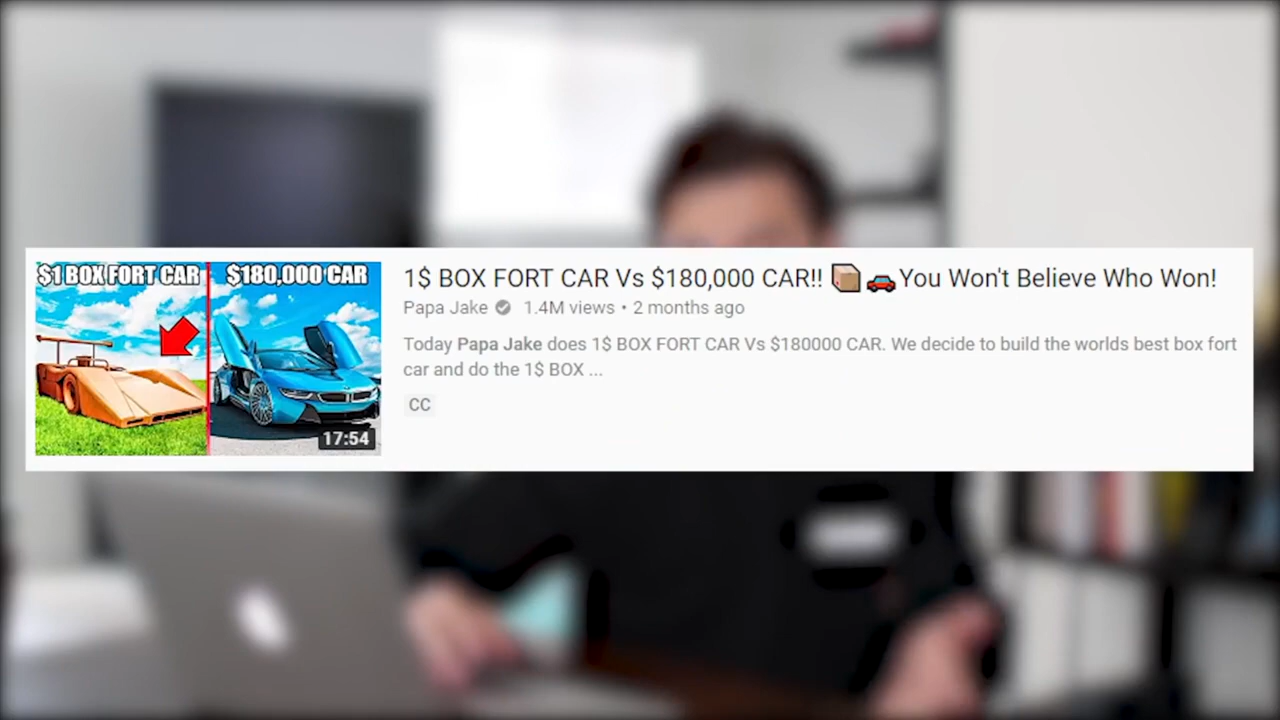 $1 BOX FORT CAR
$180,000 CAR
17:54
1$ BOX FORT CAR Vs $180,000 CAR!! 📦🚗You Won't Believe Who Won!
Papa Jake 1.4M views • 2 months ago
Today Papa Jake does 1$ BOX FORT CAR Vs $180000 CAR. We decide to build the worlds best box fort
car and do the 1$ BOX ...
CC